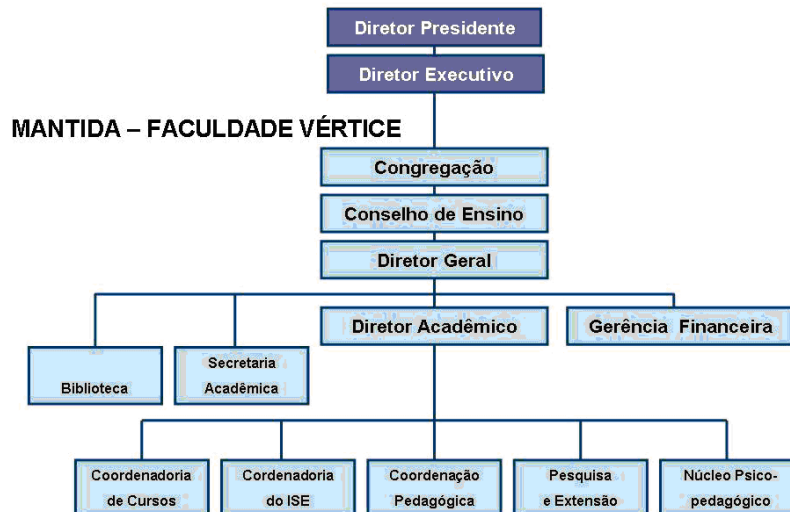 Diretor Presidente
Diretor Executivo
MANTIDA – FACULDADE VÉRTICE
Congregação
Conselho de Ensino
Diretor Geral
Diretor Acadêmico
Gerência Financeira
Biblioteca
Secretaria
Acadêmica
Coordenadoria
de Cursos
Cordenadoria
do ISE
Coordenação
Pedagógica
Pesquisa
e Extensão
Núcleo Psico-
pedagógico